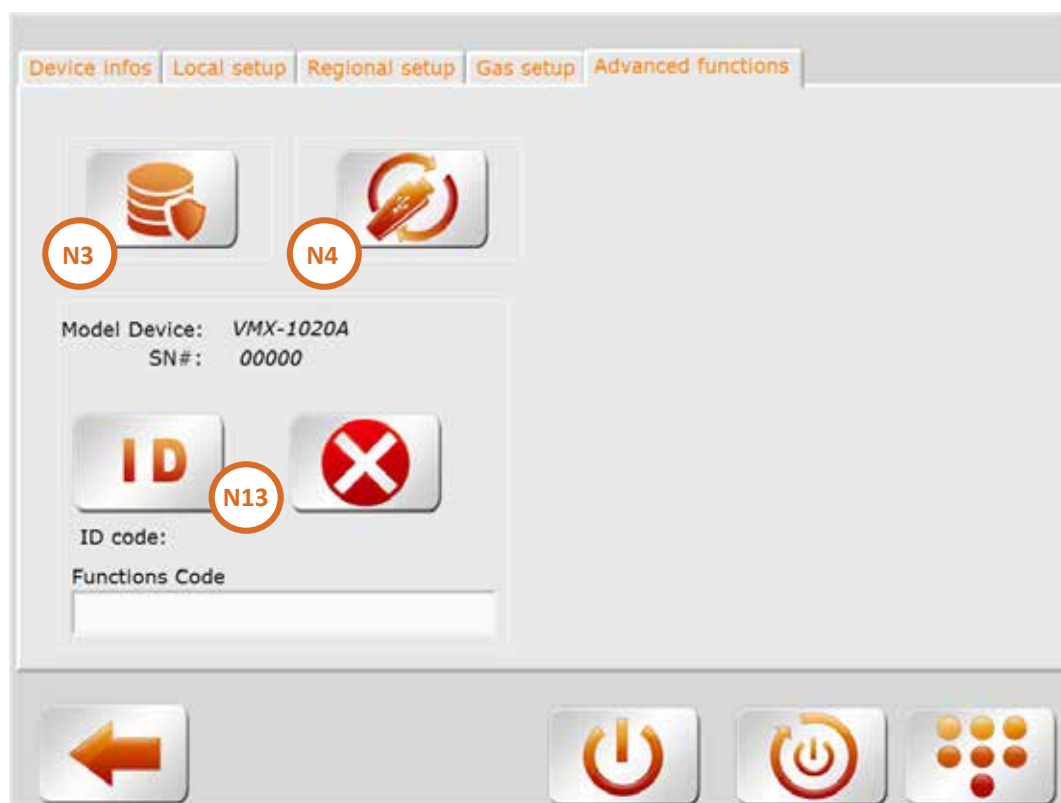 Device infos Local setup Regional setup Gas setup Advanced functions
N3 N4
Model Device: VMX-1020A
SN#: 00000
ID
N13
ID code:
Functions Code